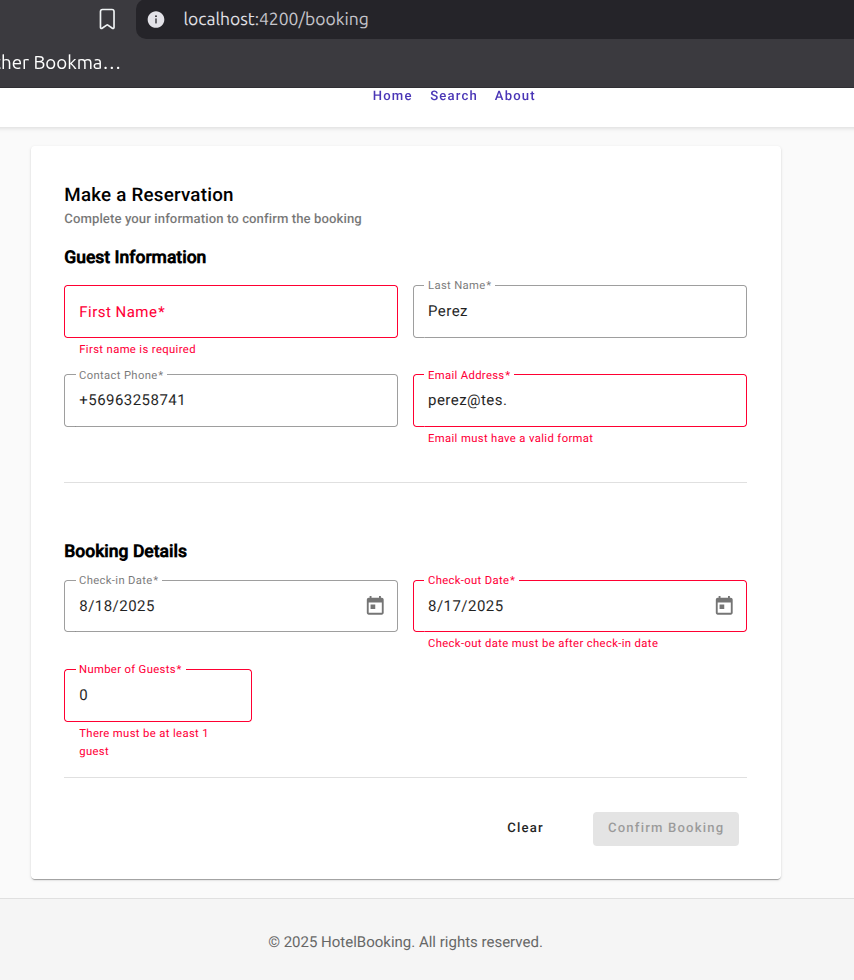 localhost:4200/booking
ther Bookma...
Home Search About
Make a Reservation
Complete your information to confirm the booking
Guest Information
First Name*
First name is required
Last Name*
Perez
Contact Phone*
+56963258741
Email Address*
perez@tes.
Email must have a valid format
Booking Details
Check-in Date*
8/18/2025
Check-out Date*
8/17/2025
Check-out date must be after check-in date
Number of Guests*
0
There must be at least 1
guest
Clear
Confirm Booking
© 2025 HotelBooking. All rights reserved.